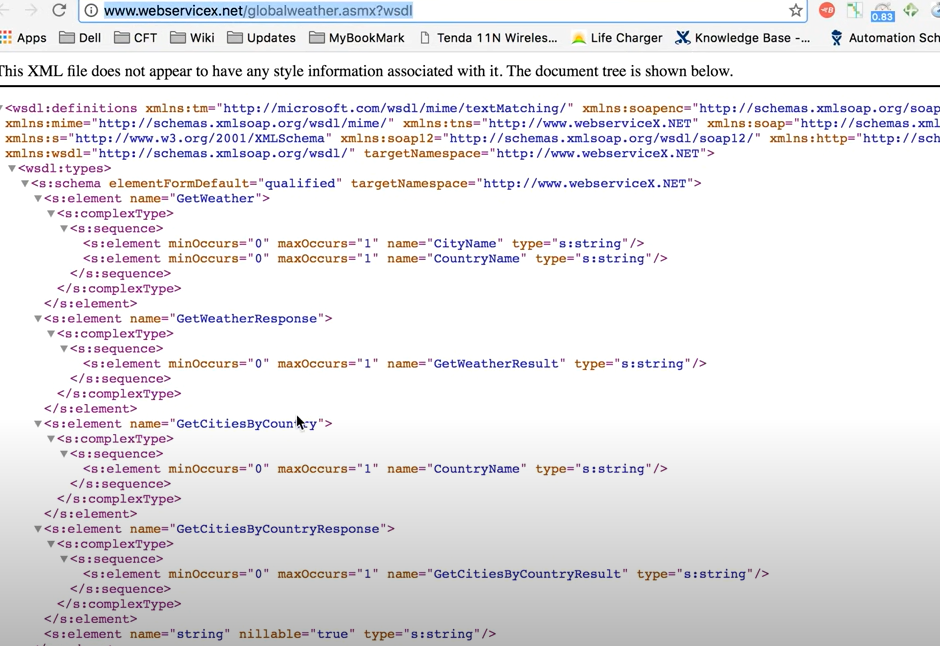 www.webservicex.net/globalweather.asmx?wsdl
0.83
Apps Dell CFT Wiki Updates MyBookMark Tenda 11N Wireles... Life Charger Knowledge Base -... Automation Sch
This XML file does not appear to have any style information associated with it. The document tree is shown below.
<wsdl:definitions xmlns:tm="http://microsoft.com/wsdl/mime/textMatching/" xmlns:soapenc="http://schemas.xmlsoap.org/soap
xmlns:mime="http://schemas.xmlsoap.org/wsdl/mime/" xmlns:tns="http://www.webserviceX.NET" xmlns:soap="http://schemas.xml
xmlns:s="http://www.w3.org/2001/XMLSchema" xmlns:soap12="http://schemas.xmlsoap.org/wsdl/soap12/" xmlns:http="http://sch
xmlns:wsdl="http://schemas.xmlsoap.org/wsdl/" targetNamespace="http://www.webserviceX.NET">
<wsdl:types>
<s:schema elementFormDefault="qualified" targetNamespace="http://www.webserviceX.NET">
<s:element name="GetWeather">
<s:complexType>
<s:sequence>
<s:element minOccurs="0" maxOccurs="1" name="CityName" type="s:string"/>
<s:element minOccurs="0" maxOccurs="1" name="CountryName" type="s:string"/>
</s:sequence>
</s:complexType>
</s:element>
<s:element name="GetWeatherResponse">
<s:complexType>
<s:sequence>
<s:element minOccurs="0" maxOccurs="1" name="GetWeatherResult" type="s:string"/>
</s:sequence>
</s:complexType>
</s:element>
<s:element name="GetCitiesByCountry">
<s:complexType>
<s:sequence>
<s:element minOccurs="0" maxOccurs="1" name="CountryName" type="s:string"/>
</s:sequence>
</s:complexType>
</s:element>
<s:element name="GetCitiesByCountryResponse">
<s:complexType>
<s:sequence>
<s:element minOccurs="0" maxOccurs="1" name="GetCitiesByCountryResult" type="s:string"/>
</s:sequence>
</s:complexType>
</s:element>
<s:element name="string" nillable="true" type="s:string"/>